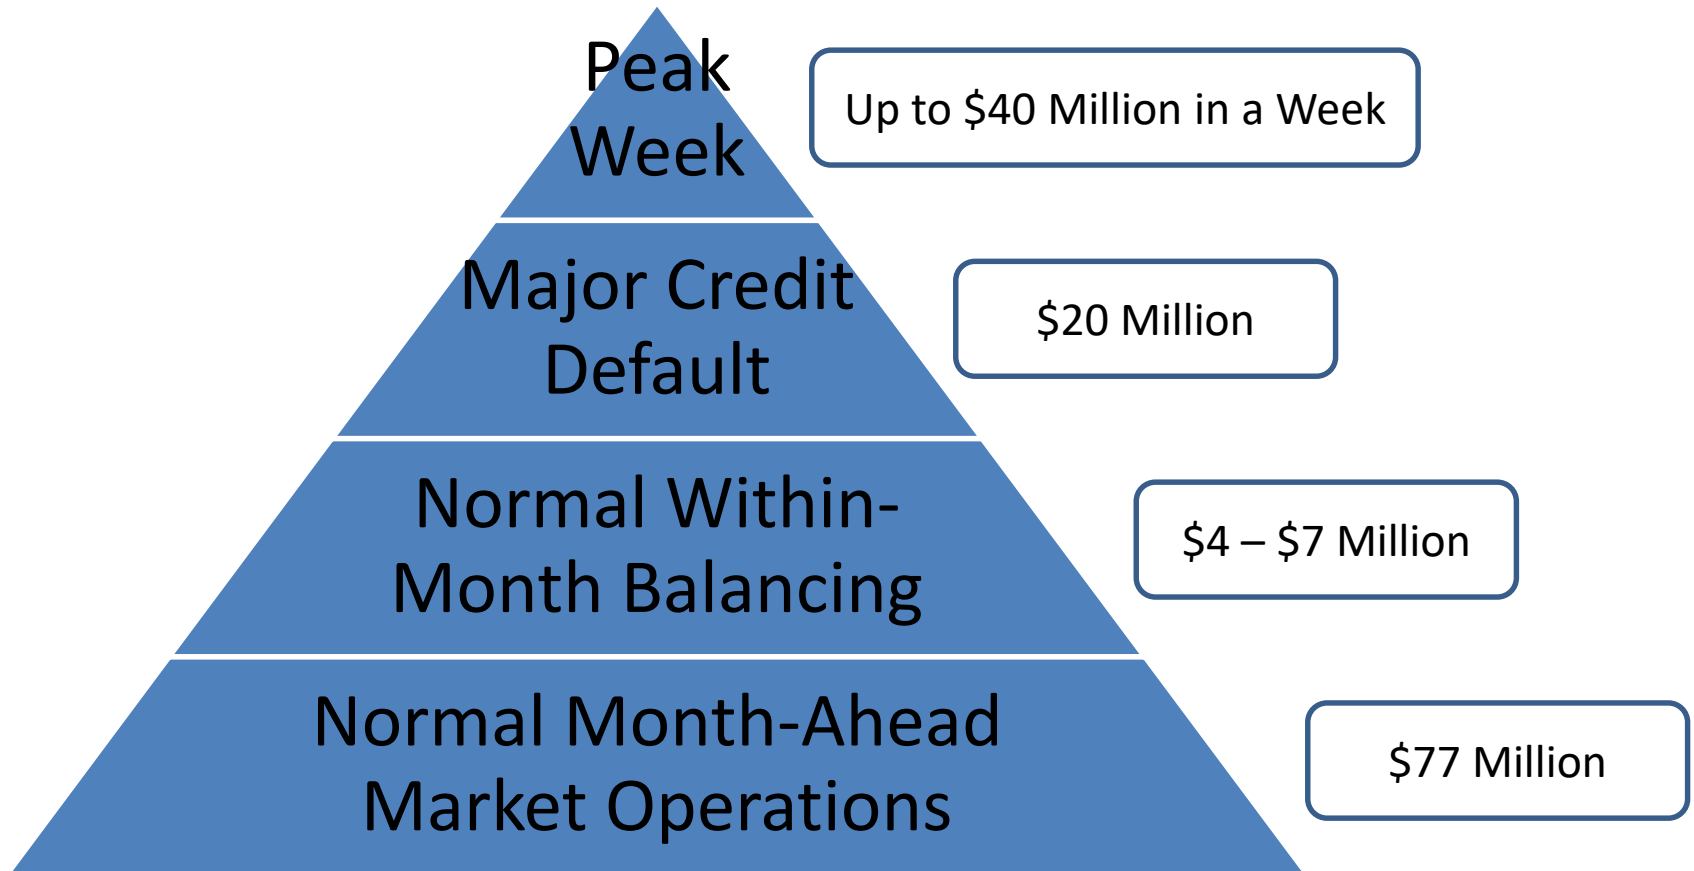 Peak
Week
Up to $40 Million in a Week
Major Credit
Default
$20 Million
Normal Within-
Month Balancing
$4 – $7 Million
Normal Month-Ahead
Market Operations
$77 Million